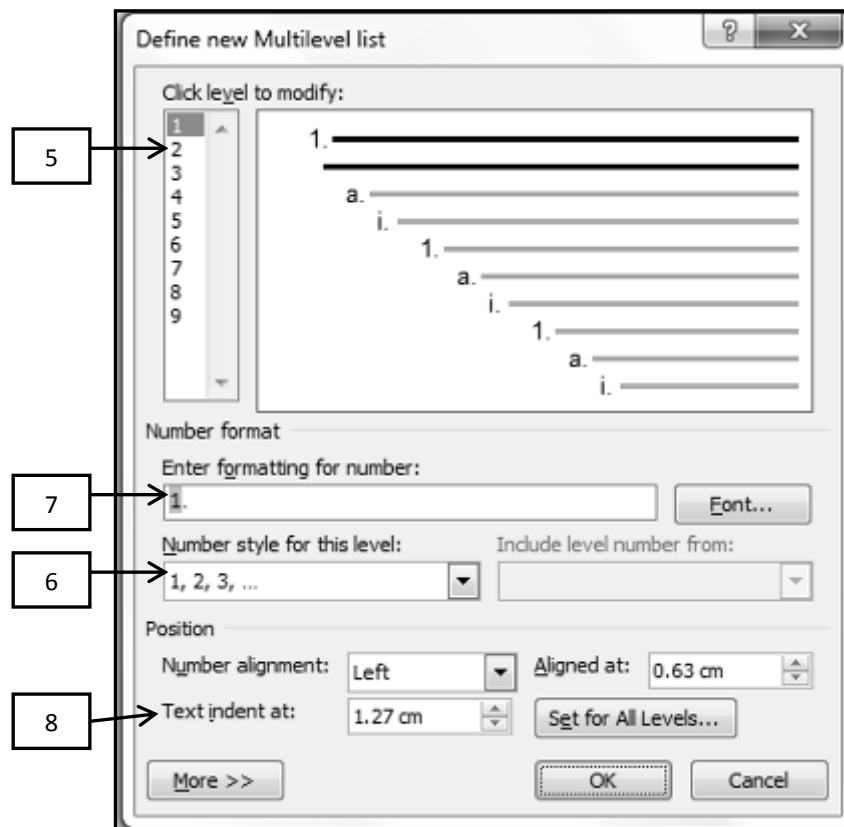 Define new Multilevel list
Click level to modify:
5
1
2
3
4
5
6
7
8
9
1.
a.
i.
1.
a.
i.
1.
a.
i.
Number format
Enter formatting for number:
7
1.
Font...
Number style for this level:
Include level number from:
6
1, 2, 3, ...
Position
Number alignment:
Left
Aligned at:
0.63 cm
8
Text indent at:
1.27 cm
Set for All Levels...
More >>
OK
Cancel